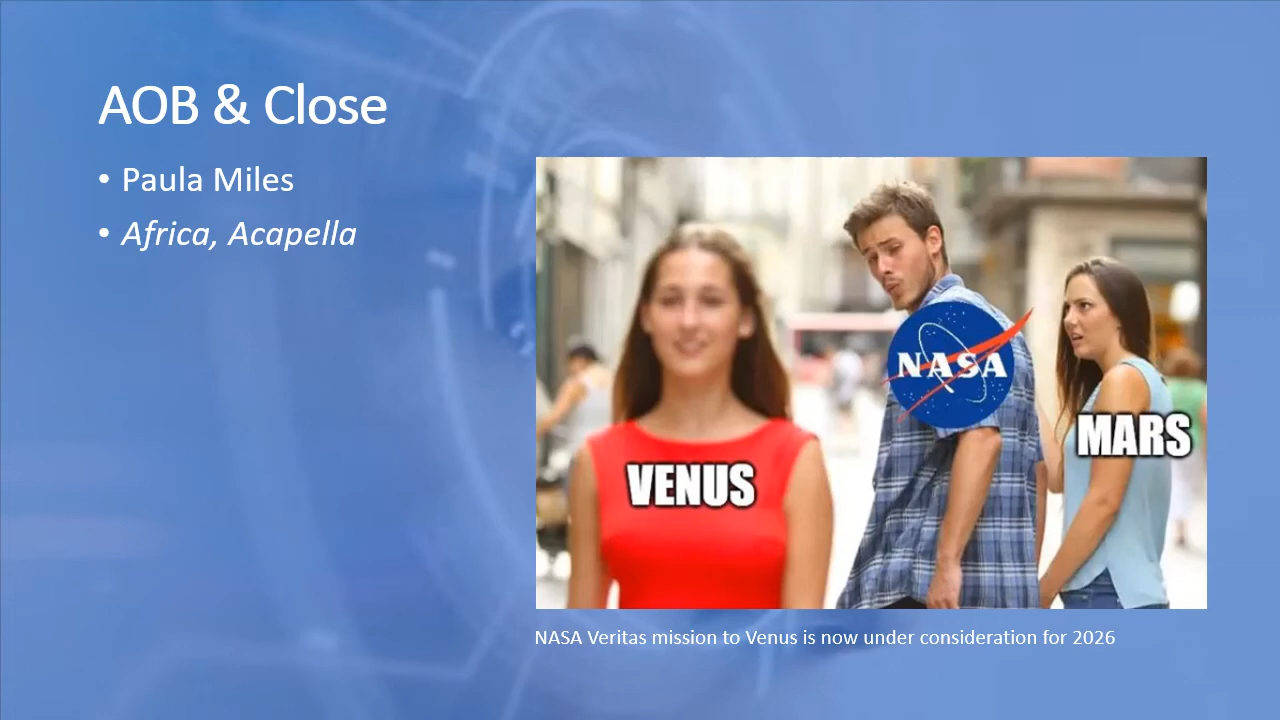 AOB & Close
• Paula Miles
• Africa, Acapella
NASA
VENUS
MARS
NASA Veritas mission to Venus is now under consideration for 2026